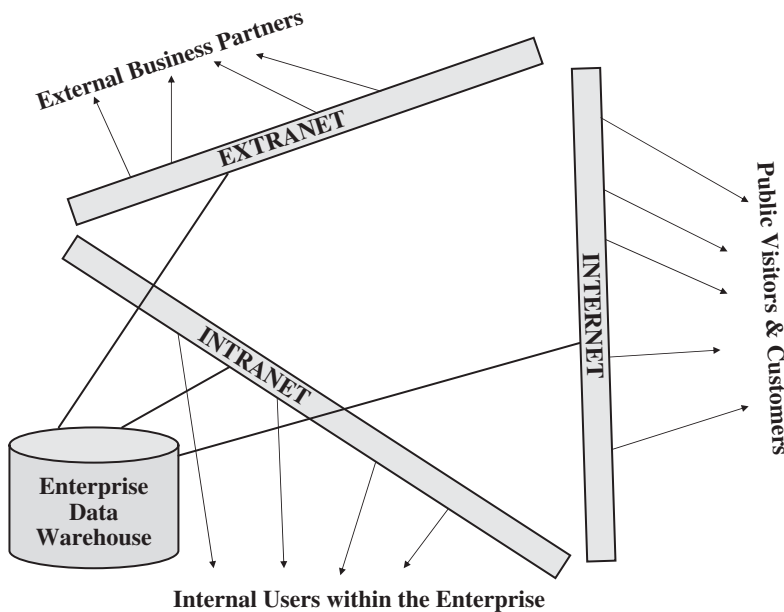 External Business Partners
EXTRANET
INTRANET
INTERNET
Public Visitors & Customers
Enterprise
Data
Warehouse
Internal Users within the Enterprise